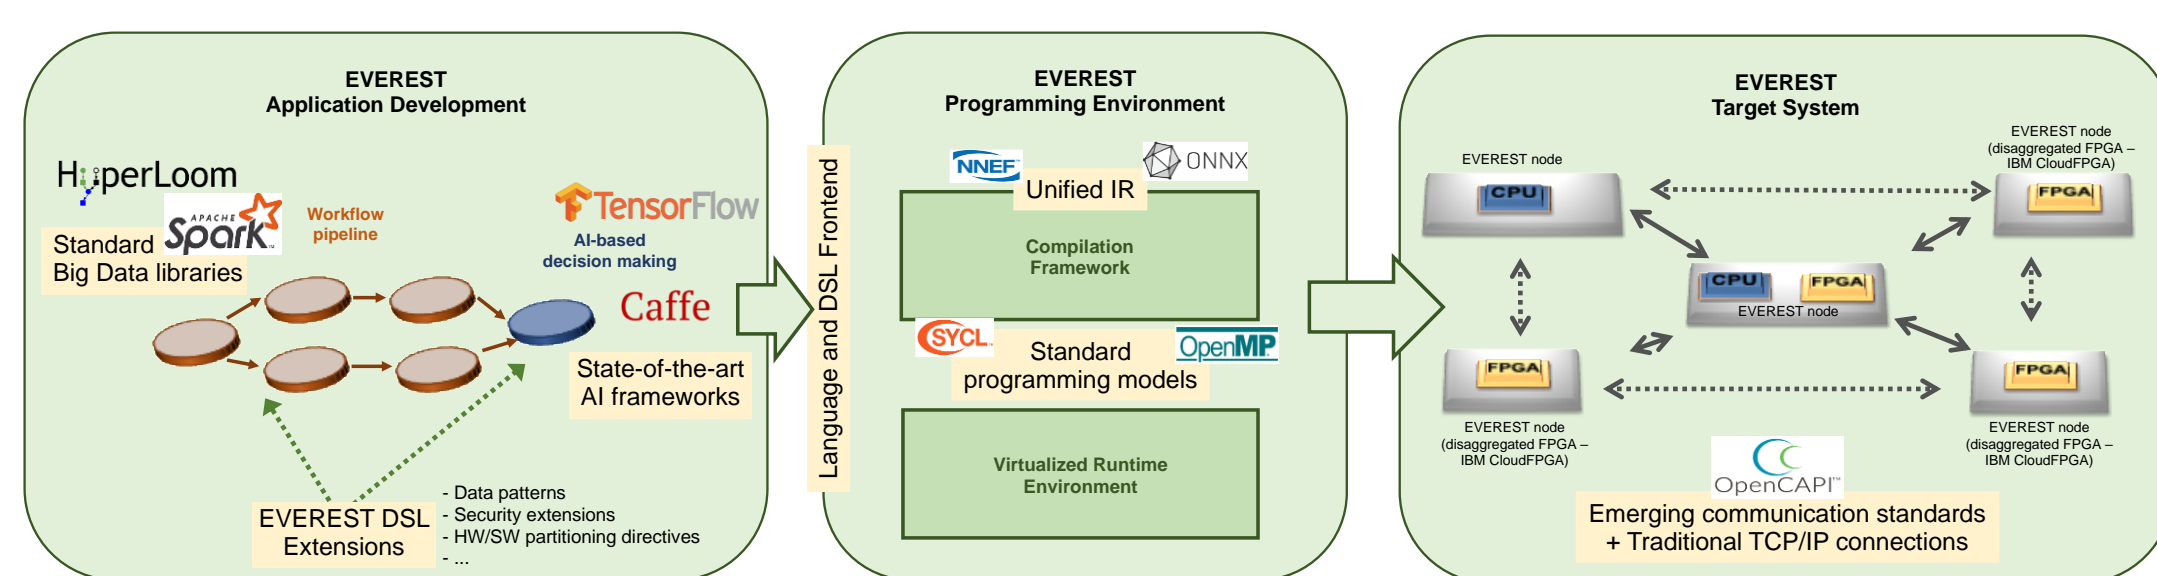 EVEREST
Application Development
HyperLoom
APACHE
Spark
Standard
Big Data libraries
Workflow
pipeline
TensorFlow
AI-based
decision making
Caffe
State-of-the-art
AI frameworks
EVEREST DSL
Extensions
- Data patterns
- Security extensions
- HW/SW partitioning directives
- ...
EVEREST
Programming Environment
Language and DSL Frontend
NNEF
ONNX
Unified IR
Compilation
Framework
SYCL
OpenMP
Standard
programming models
Virtualized Runtime
Environment
EVEREST
Target System
EVEREST node
CPU
EVEREST node
(disaggregated FPGA –
IBM CloudFPGA)
FPGA
CPU
FPGA
EVEREST node
FPGA
EVEREST node
(disaggregated FPGA –
IBM CloudFPGA)
FPGA
EVEREST node
(disaggregated FPGA –
IBM CloudFPGA)
OpenCAPI™
Emerging communication standards
+ Traditional TCP/IP connections